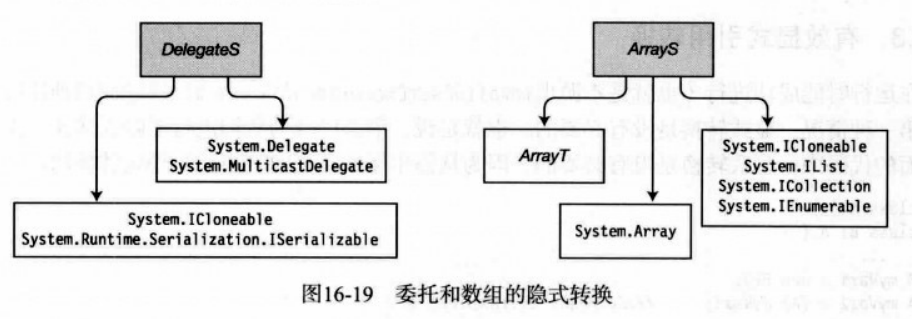 DelegateS
ArrayS
System.Delegate
System.MulticastDelegate
System.ICloneable
System.Runtime.Serialization.ISerializable
ArrayT
System.Array
System.ICloneable
System.IList
System.ICollection
System.IEnumerable
图16-19 委托和数组的隐式转换